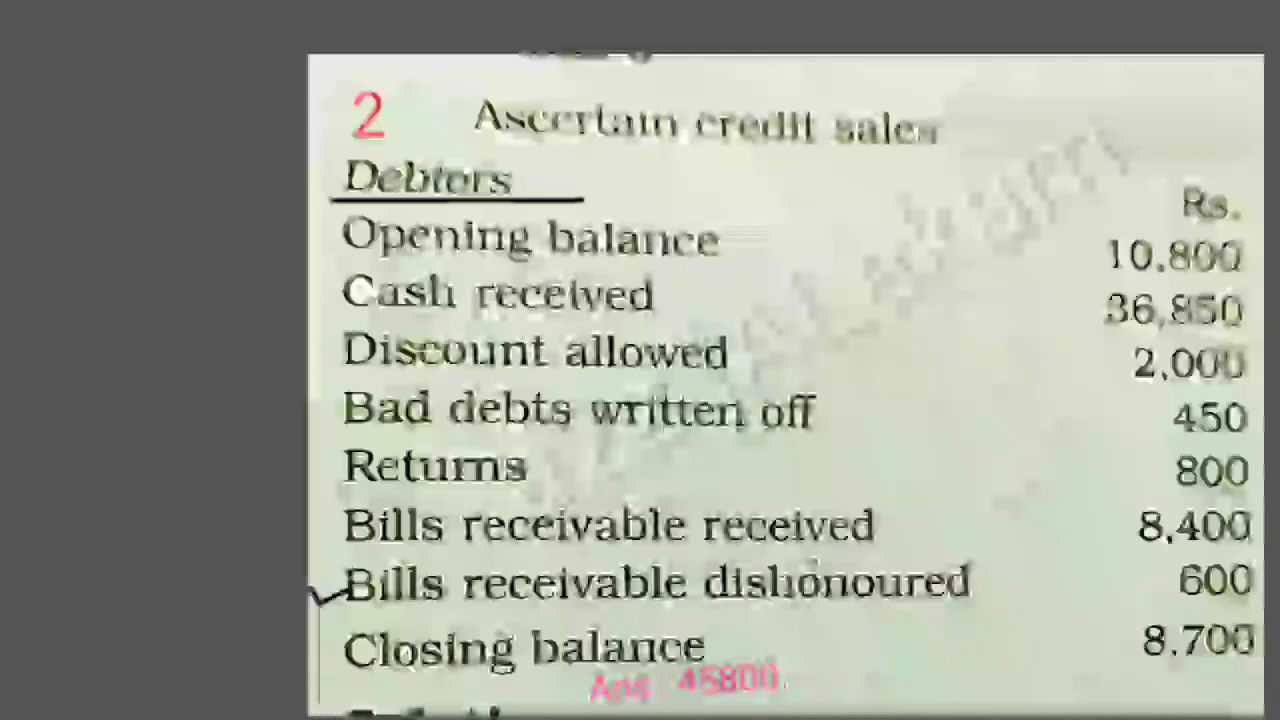 2 Ascertain credit sales
Debtors
Rs.
Opening balance 10,800
Cash received 36,850
Discount allowed 2,000
Bad debts written off 450
Returns 800
Bills receivable received 8,400
Bills receivable dishonoured 600
Closing balance 8,700
Ans. 45800.